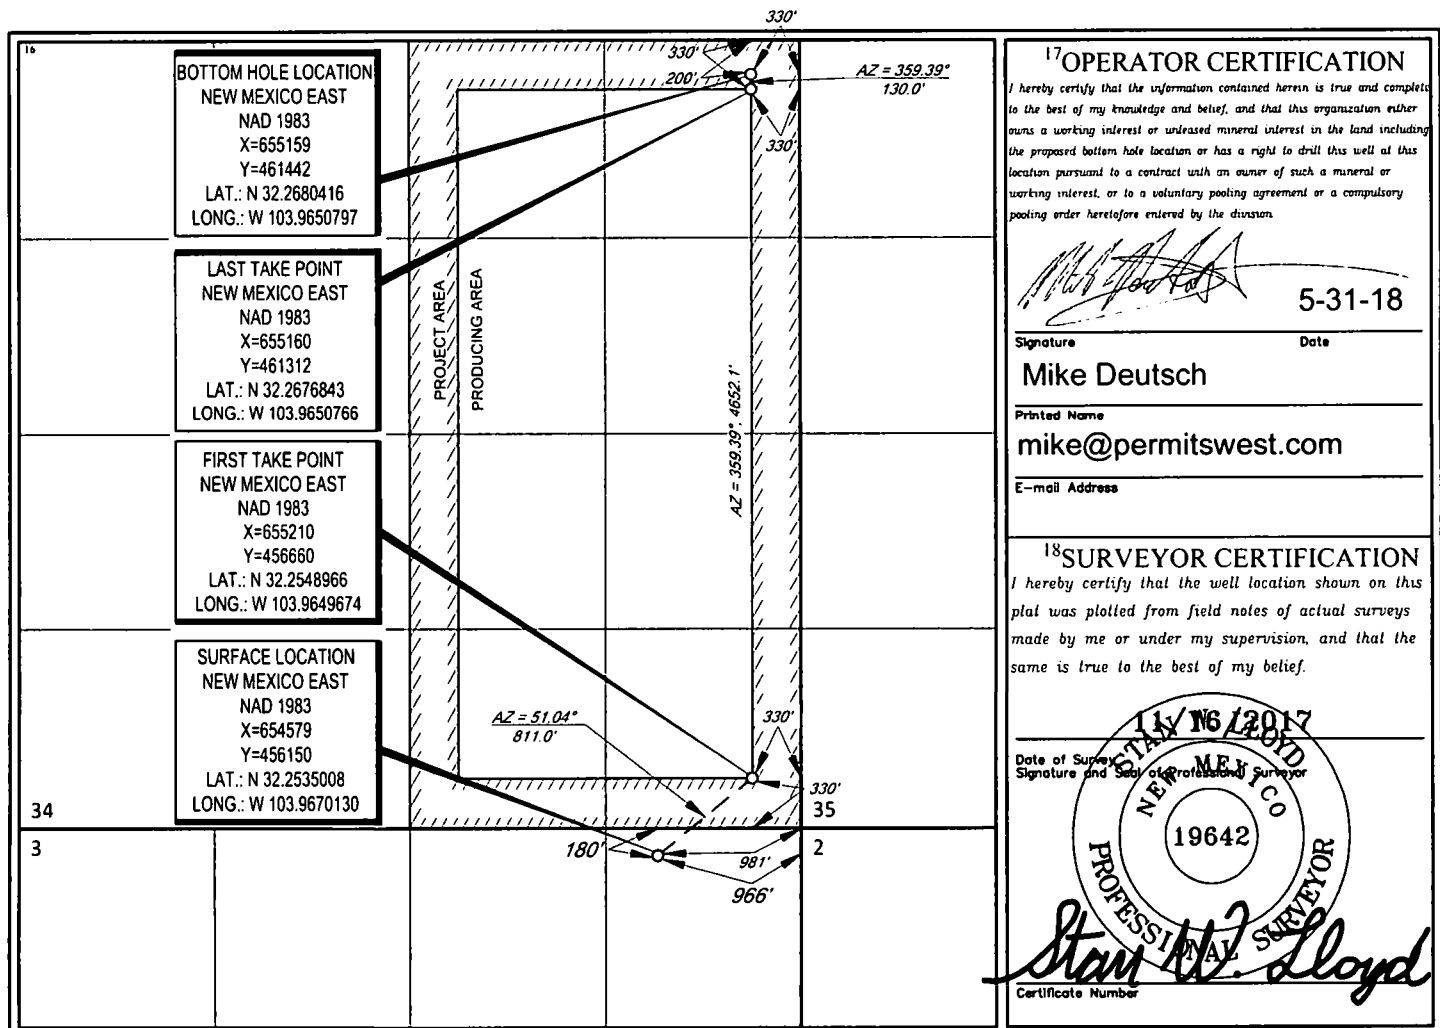 16
BOTTOM HOLE LOCATION
NEW MEXICO EAST
NAD 1983
X=655159
Y=461442
LAT.: N 32.2680416
LONG.: W 103.9650797
LAST TAKE POINT
NEW MEXICO EAST
NAD 1983
X=655160
Y=461312
LAT.: N 32.2676843
LONG.: W 103.9650766
FIRST TAKE POINT
NEW MEXICO EAST
NAD 1983
X=655210
Y=456660
LAT.: N 32.2548966
LONG.: W 103.9649674
SURFACE LOCATION
NEW MEXICO EAST
NAD 1983
X=654579
Y=456150
LAT.: N 32.2535008
LONG.: W 103.9670130
330'
330'
200'
AZ = 359.39°
130.0'
330'
PROJECT AREA
PRODUCING AREA
AZ = 359.39°, 4652.1'
AZ = 51.04°
811.0'
330'
330'
34
35
3
2
180'
981'
966'
17 OPERATOR CERTIFICATION
I hereby certify that the information contained herein is true and complete
to the best of my knowledge and belief, and that this organization either
owns a working interest or unleased mineral interest in the land including
the proposed bottom hole location or has a right to drill this well at this
location pursuant to a contract with an owner of such a mineral or
working interest, or to a voluntary pooling agreement or a compulsory
pooling order heretofore entered by the division
5-31-18
Signature Date
Mike Deutsch
Printed Name
mike@permitswest.com
E-mail Address
18 SURVEYOR CERTIFICATION
I hereby certify that the well location shown on this
plat was plotted from field notes of actual surveys
made by me or under my supervision, and that the
same is true to the best of my belief.
11/16/2017
Date of Survey
Signature and Seal of Professional Surveyor
STAN W. LLOYD
NEW MEXICO
19642
PROFESSIONAL SURVEYOR
Stan W. Lloyd
Certificate Number